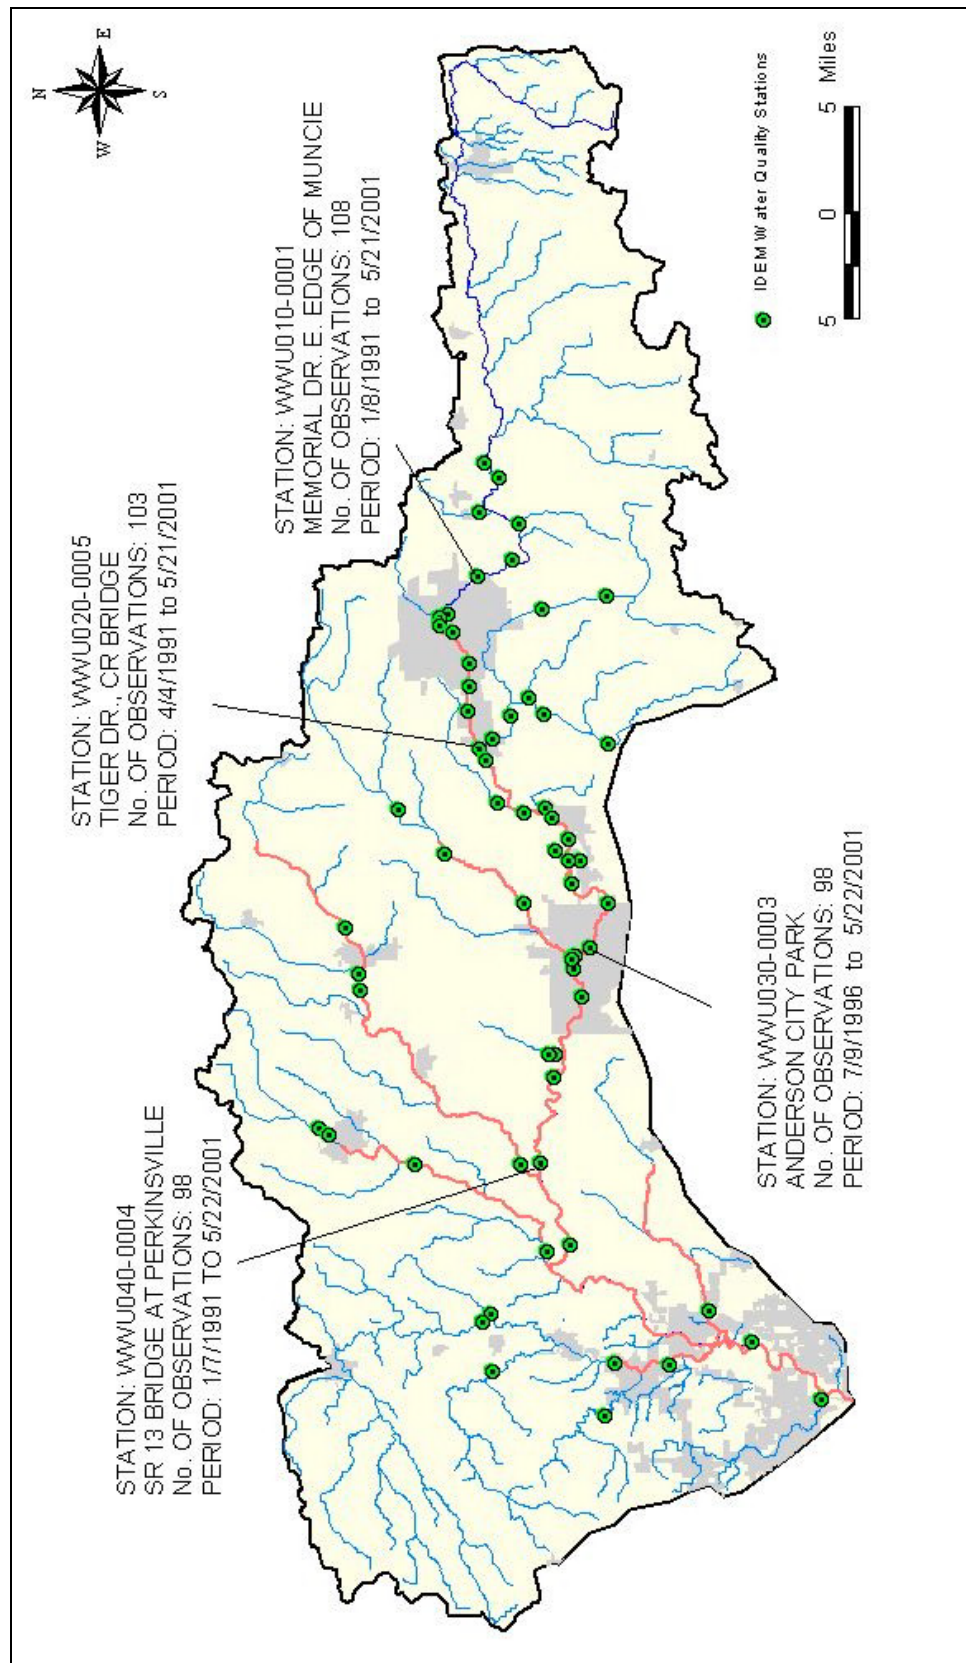 N
W
E
S
STATION: WWU010-0001
MEMORIAL DR. E. EDGE OF MUNCIE
No. OF OBSERVATIONS: 108
PERIOD: 1/8/1991 to 5/21/2001
STATION: WWU020-0005
TIGER DR., CR BRIDGE
No. OF OBSERVATIONS: 103
PERIOD: 4/4/1991 to 5/21/2001
STATION: WWU040-0004
SR 13 BRIDGE AT PERKINSVILLE
No. OF OBSERVATIONS: 98
PERIOD: 1/7/1991 TO 5/22/2001
STATION: WWU030-0003
ANDERSON CITY PARK
No. OF OBSERVATIONS: 98
PERIOD: 7/9/1996 to 5/22/2001
IDEM Water Quality Stations
5 0 5 Miles